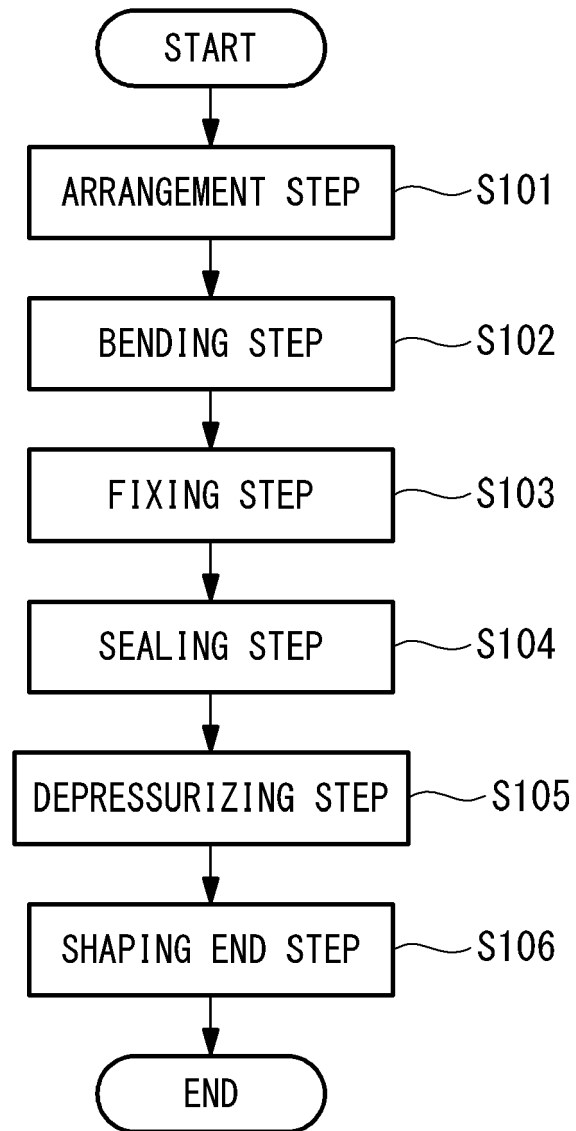 START
ARRANGEMENT STEP S101
BENDING STEP S102
FIXING STEP S103
SEALING STEP S104
DEPRESSURIZING STEP S105
SHAPING END STEP S106
END